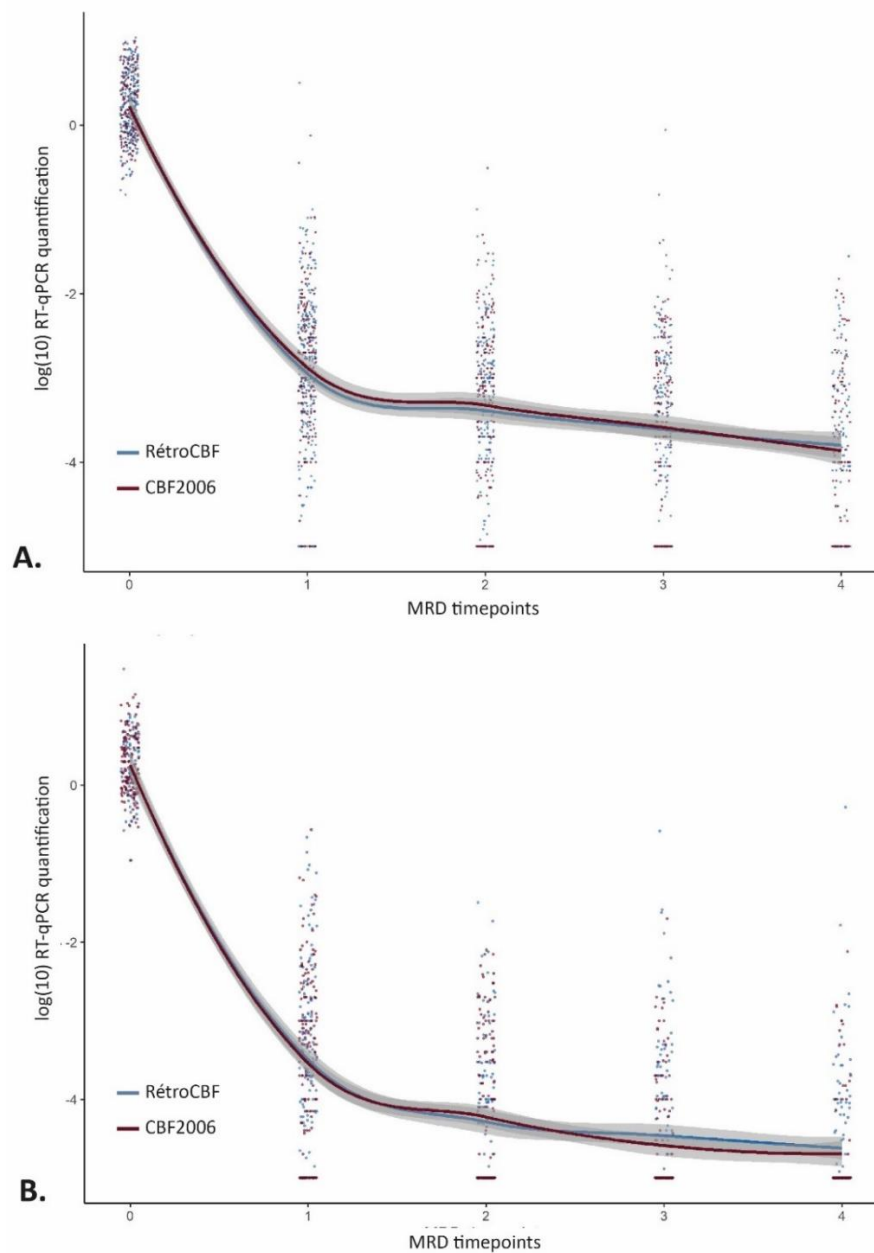 0
-2
-4
log(10) RT-qPCR quantification
RétroCBF
CBF2006
A.
0 1 2 3 4
MRD timepoints
0
-2
-4
log(10) RT-qPCR quantification
RétroCBF
CBF2006
B.
0 1 2 3 4
MRD timepoints